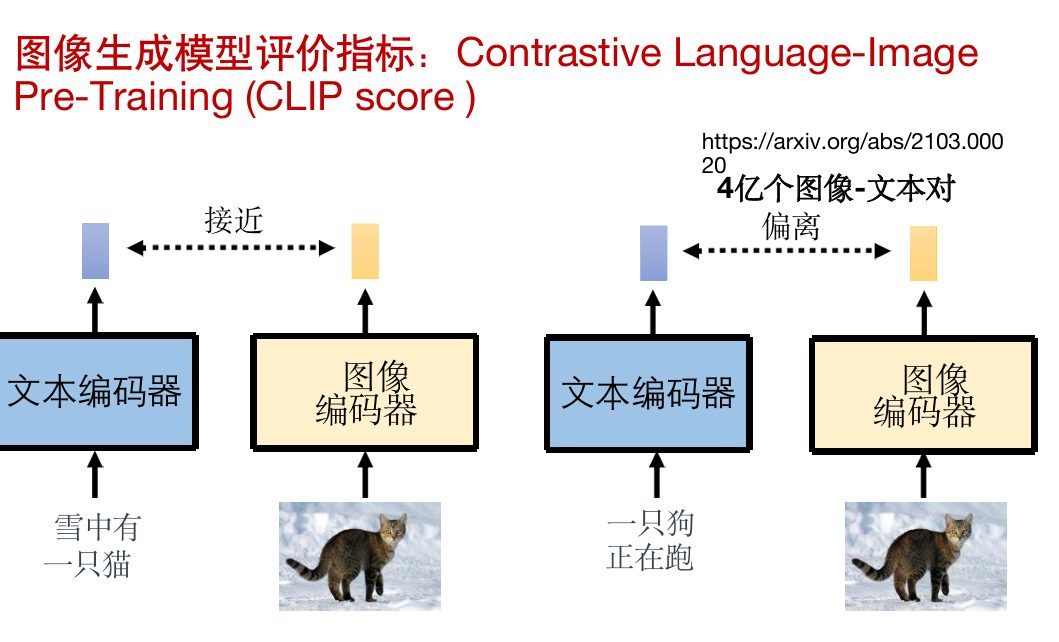 图像生成模型评价指标：Contrastive Language-Image
Pre-Training (CLIP score )
https://arxiv.org/abs/2103.000
20
4亿个图像-文本对
接近
偏离
文本编码器
图像
编码器
文本编码器
图像
编码器
雪中有
一只猫
一只狗
正在跑